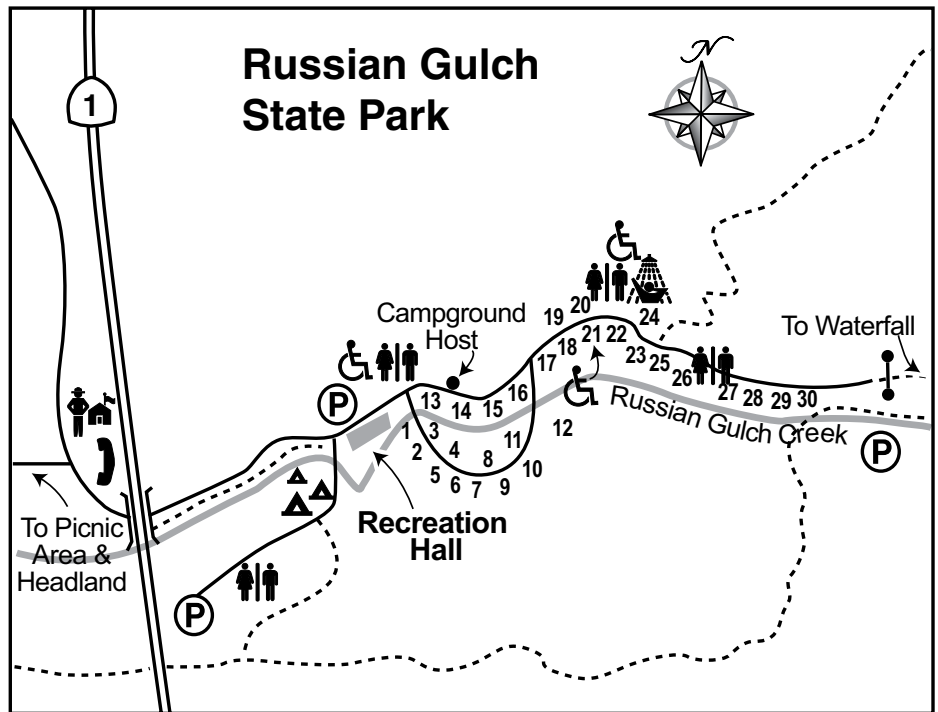 Russian Gulch
State Park
N
1
Campground
Host
To Waterfall
20
19
24
21
22
18
23
25
17
26
27
28
29
30
16
15
14
13
12
11
10
1
2
3
4
5
6
7
8
9
Russian Gulch Creek
P
P
P
Recreation
Hall
To Picnic
Area &
Headland